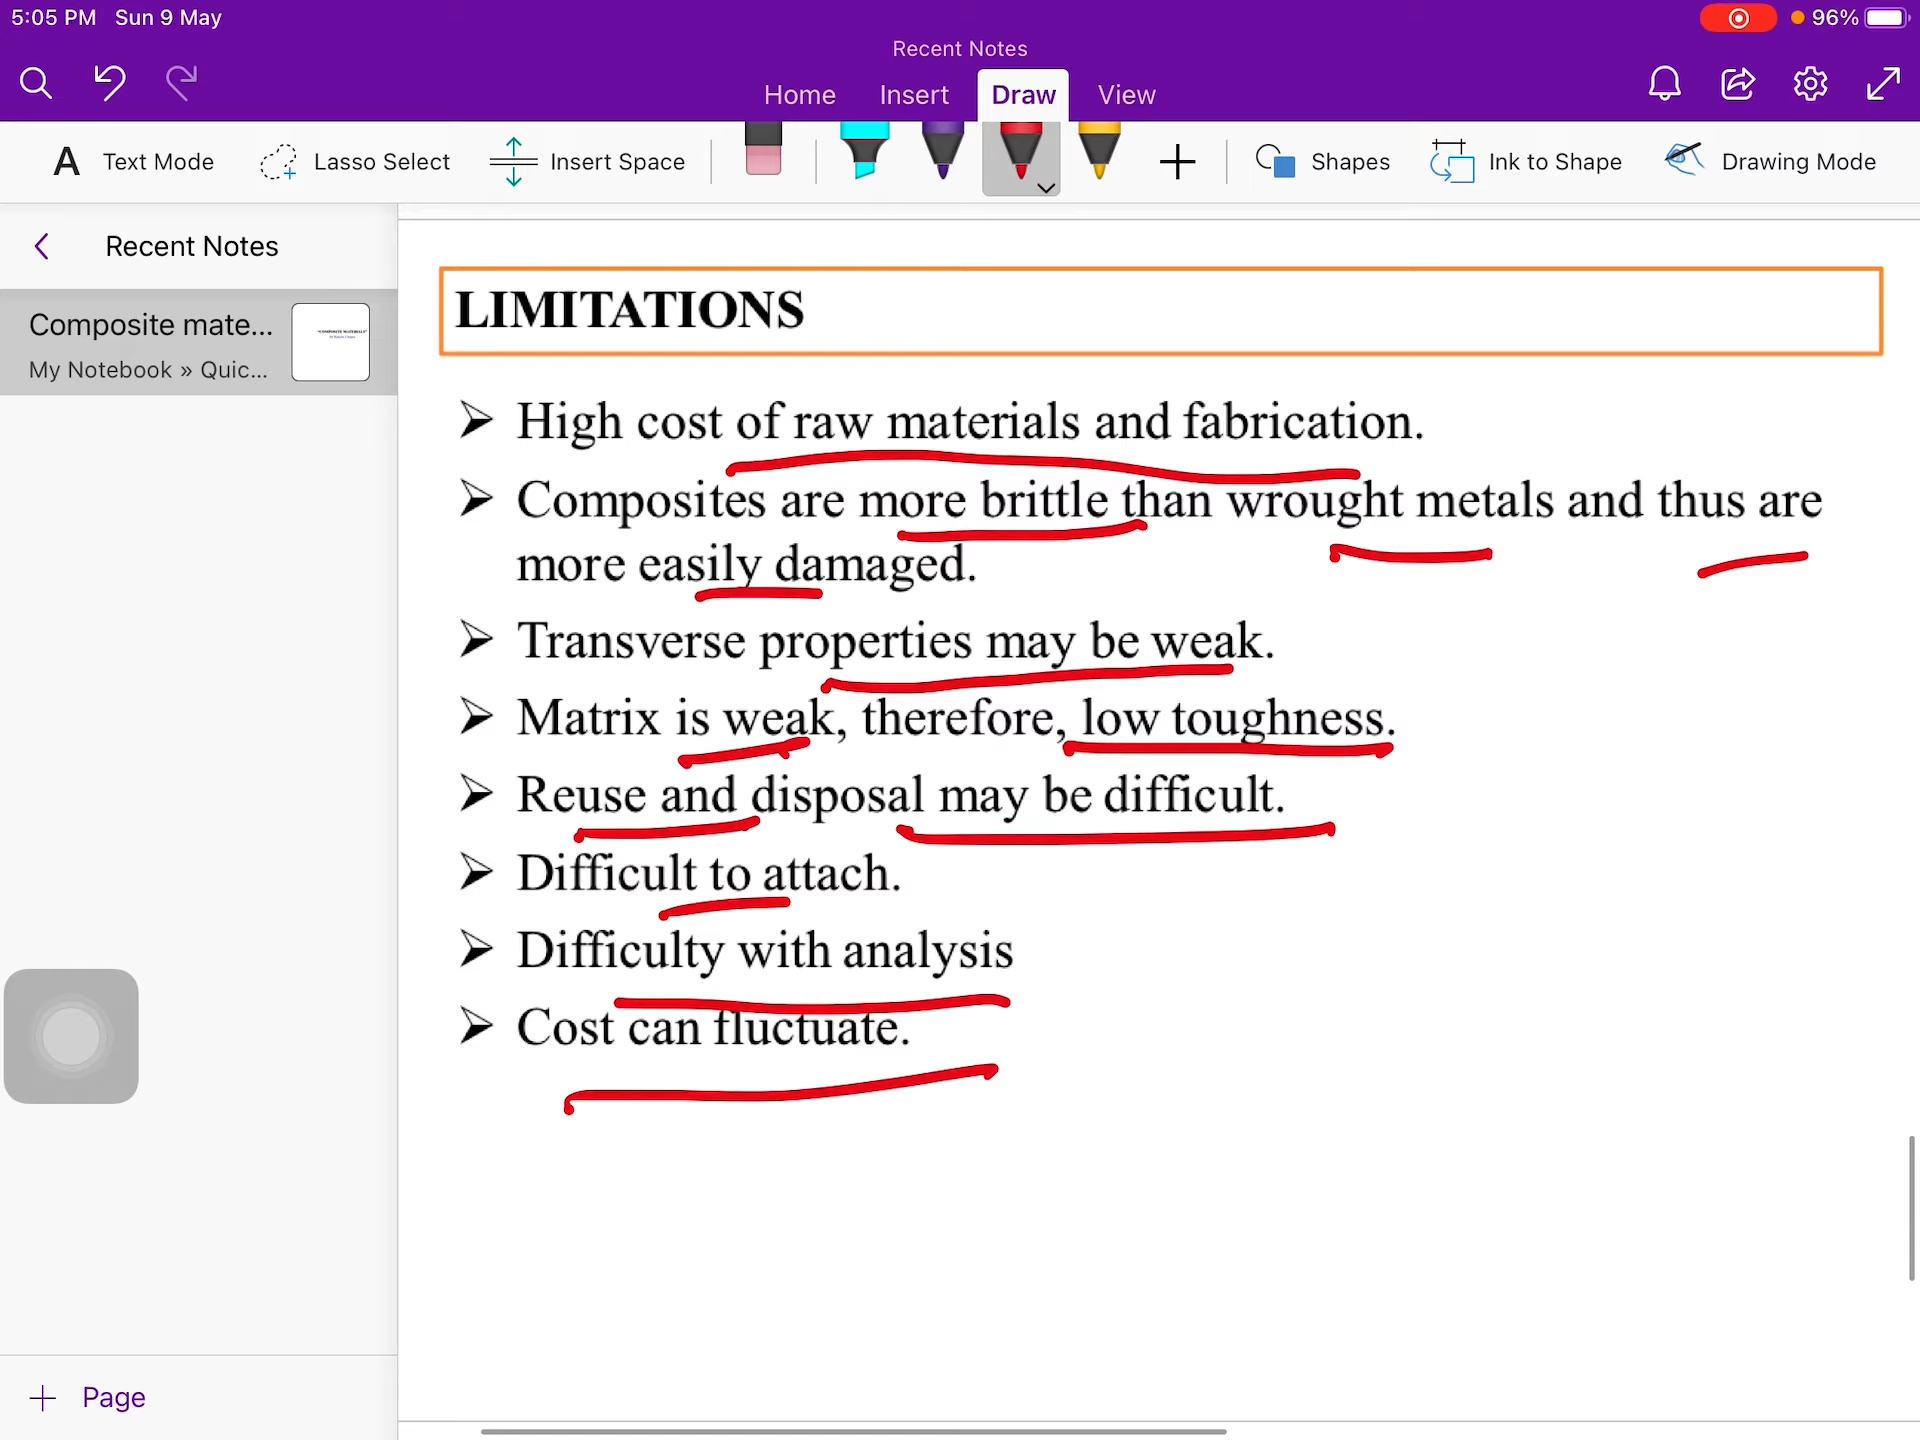 5:05 PM Sun 9 May
96%
Recent Notes
Home Insert Draw View
A Text Mode Lasso Select Insert Space Shapes Ink to Shape Drawing Mode
Recent Notes
Composite mate...
My Notebook » Quic...
LIMITATIONS
➢ High cost of raw materials and fabrication.
➢ Composites are more brittle than wrought metals and thus are
more easily damaged.
➢ Transverse properties may be weak.
➢ Matrix is weak, therefore, low toughness.
➢ Reuse and disposal may be difficult.
➢ Difficult to attach.
➢ Difficulty with analysis
➢ Cost can fluctuate.
Page